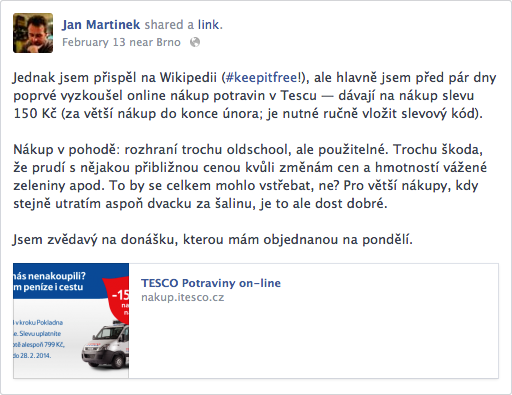 Jan Martinek shared a link.
February 13 near Brno
Jednak jsem přispěl na Wikipedii (#keepitfree!), ale hlavně jsem před pár dny
poprvé vyzkoušel online nákup potravin v Tescu — dávají na nákup slevu
150 Kč (za větší nákup do konce února; je nutné ručně vložit slevový kód).
Nákup v pohodě: rozhraní trochu oldschool, ale použitelné. Trochu škoda,
že prudí s nějakou přibližnou cenou kvůli změnám cen a hmotností vážené
zeleniny apod. To by se celkem mohlo vstřebat, ne? Pro větší nákupy, kdy
stejně utratím aspoň dvacku za šalinu, je to ale dost dobré.
Jsem zvědavý na donášku, kterou mám objednanou na pondělí.
nás nenakoupili?
m peníze i cestu
-15
na
n
í v kroku Pokladna
e. Slevu uplatníte
tě alespoň 799 Kč,
do 28. 2. 2014.
TESCO Potraviny on-line
nakup.itesco.cz